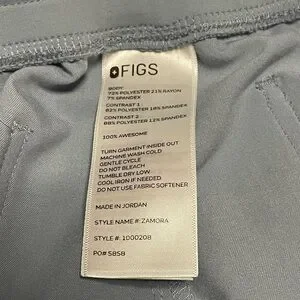 FIGS
BODY:
72% POLYESTER 21% RAYON
7% SPANDEX
CONTRAST 1
82% POLYESTER 18% SPANDEX
CONTRAST 2
88% POLYESTER 12% SPANDEX
100% AWESOME
TURN GARMENT INSIDE OUT
MACHINE WASH COLD
GENTLE CYCLE
DO NOT BLEACH
TUMBLE DRY LOW
COOL IRON IF NEEDED
DO NOT USE FABRIC SOFTENER
MADE IN JORDAN
STYLE NAME #: ZAMORA
STYLE #: 1000208
PO# 5858